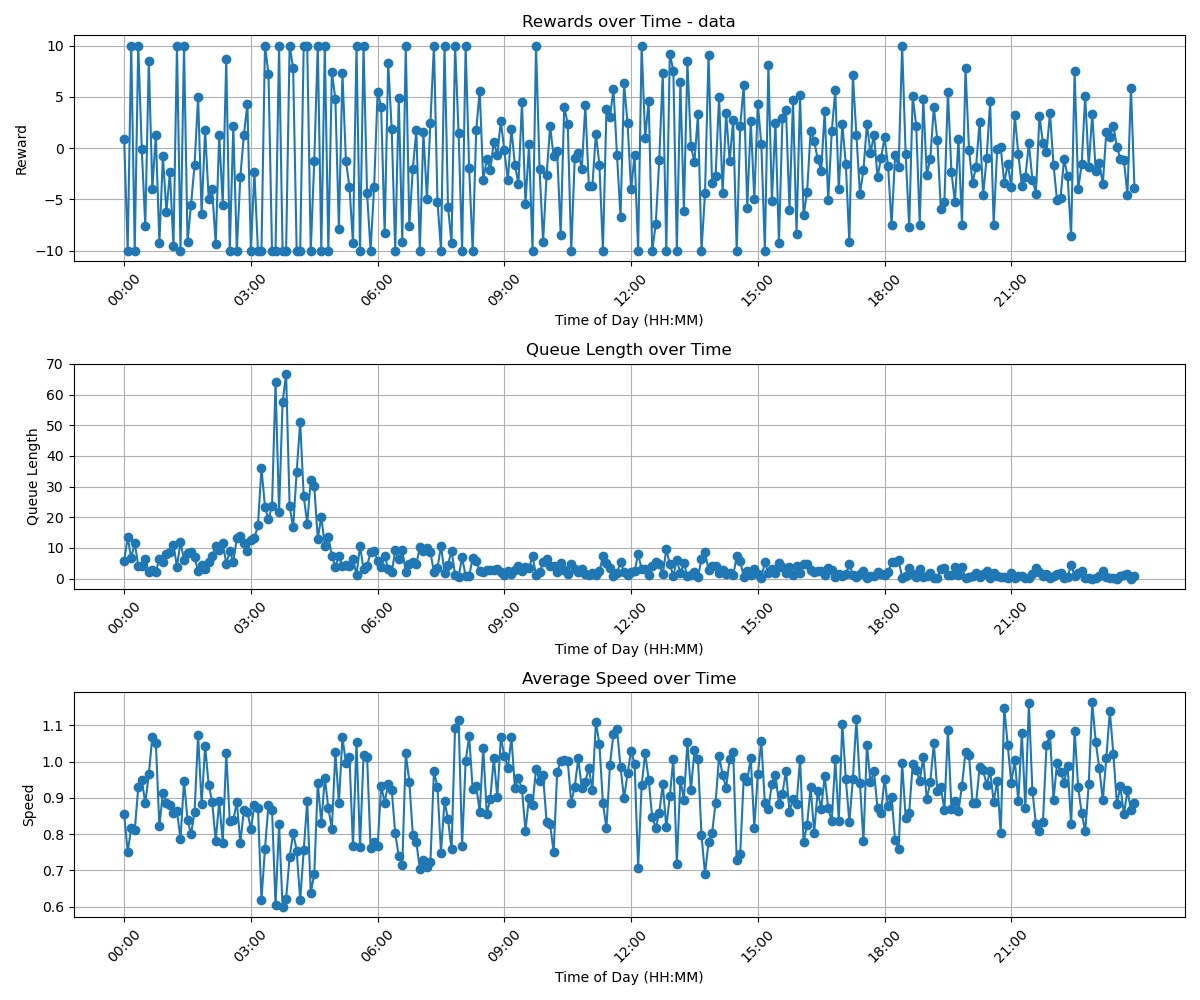 Rewards over Time - data
10
5
0
−5
−10
Reward
00:00 03:00 06:00 09:00 12:00 15:00 18:00 21:00
Time of Day (HH:MM)
Queue Length over Time
70
60
50
40
30
20
10
0
Queue Length
00:00 03:00 06:00 09:00 12:00 15:00 18:00 21:00
Time of Day (HH:MM)
Average Speed over Time
1.1
1.0
0.9
0.8
0.7
0.6
Speed
00:00 03:00 06:00 09:00 12:00 15:00 18:00 21:00
Time of Day (HH:MM)